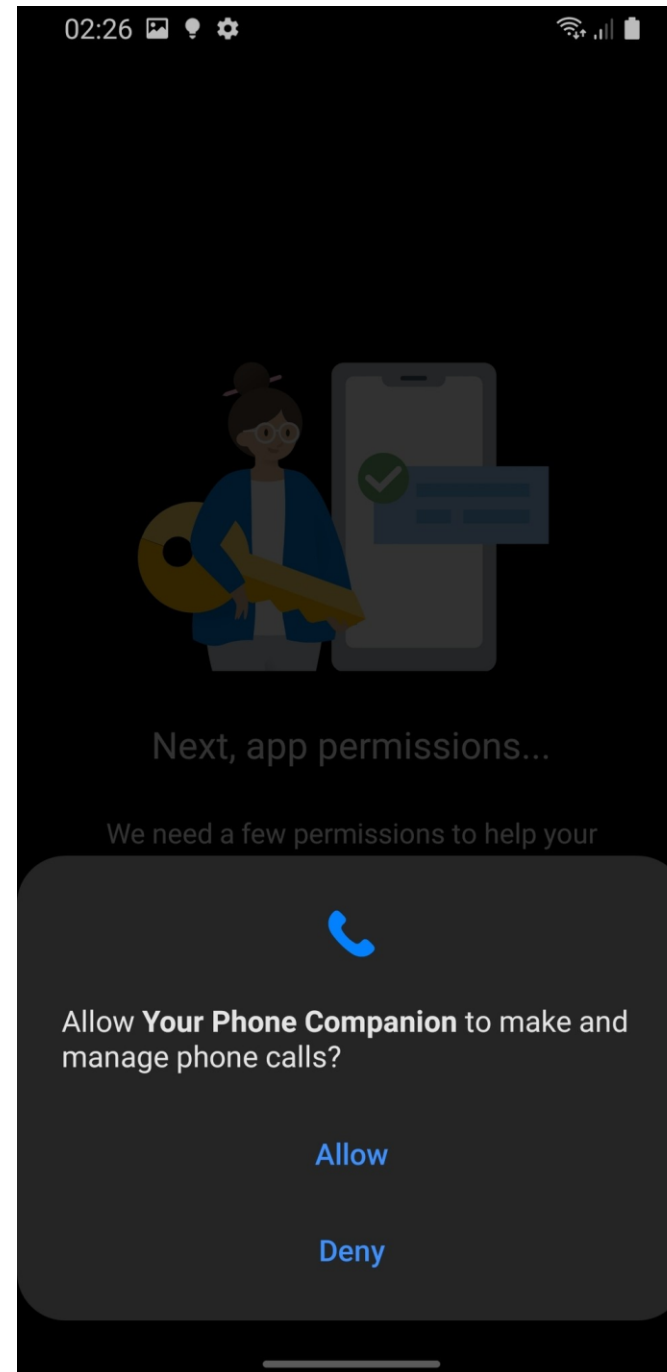 02:26
Next, app permissions...
We need a few permissions to help your
Allow Your Phone Companion to make and
manage phone calls?
Allow
Deny